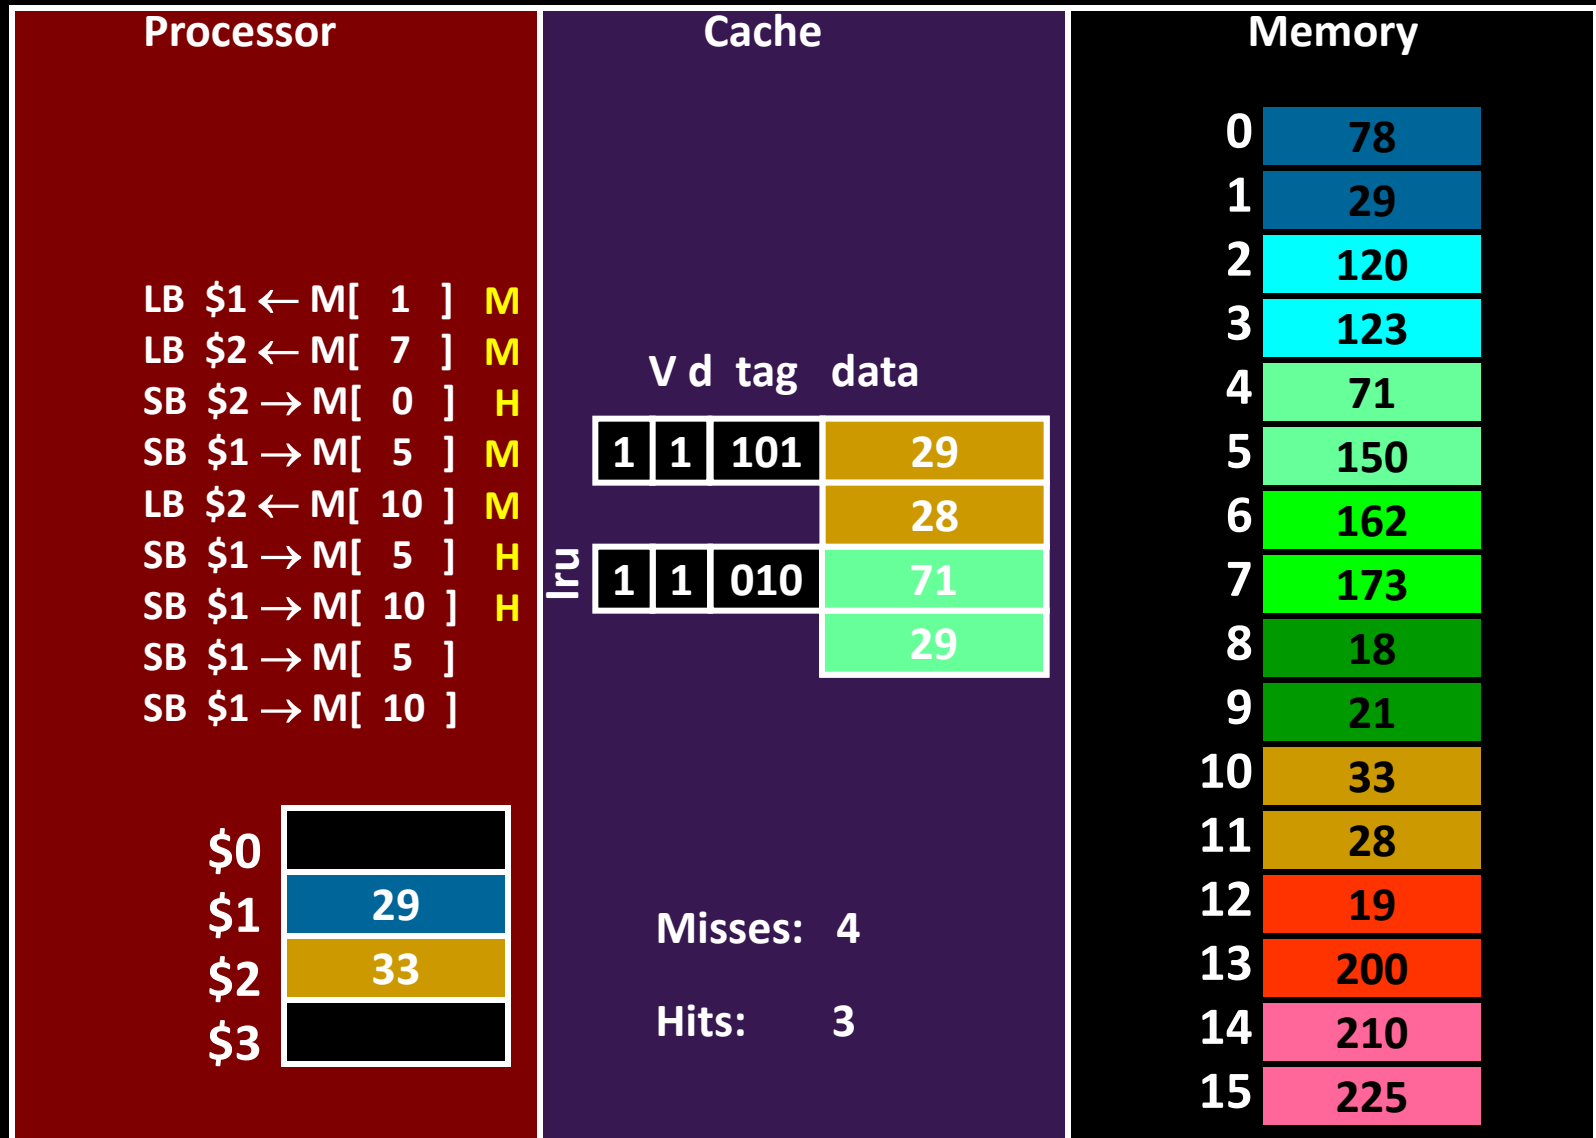 Processor
LB $1 ← M[ 1 ] M
LB $2 ← M[ 7 ] M
SB $2 → M[ 0 ] H
SB $1 → M[ 5 ] M
LB $2 ← M[ 10 ] M
SB $1 → M[ 5 ] H
SB $1 → M[ 10 ] H
SB $1 → M[ 5 ]
SB $1 → M[ 10 ]
$0
$1 29
$2 33
$3
Cache
V d tag data
1 1 101 29
28
lru 1 1 010 71
29
Misses: 4
Hits: 3
Memory
0 78
1 29
2 120
3 123
4 71
5 150
6 162
7 173
8 18
9 21
10 33
11 28
12 19
13 200
14 210
15 225